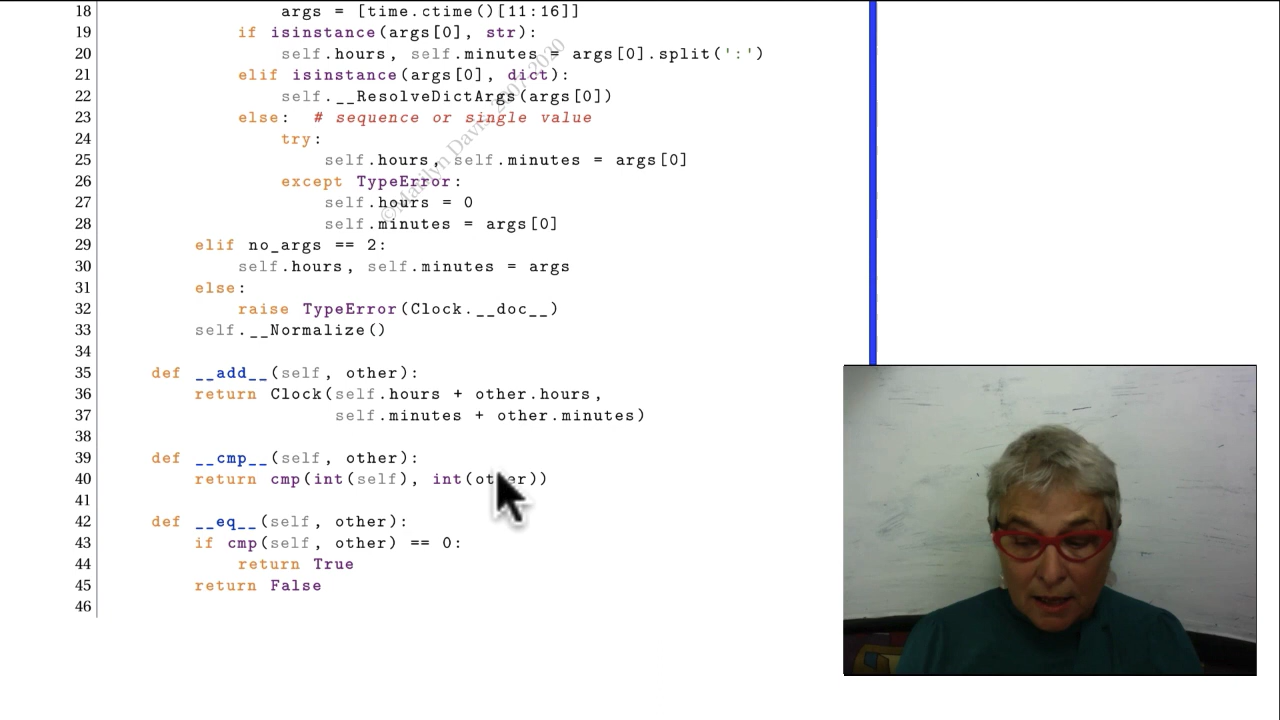 18 args = [time.ctime()[11:16]]
19 if isinstance(args[0], str):
20 self.hours, self.minutes = args[0].split(':')
21 elif isinstance(args[0], dict):
22 self.__ResolveDictArgs(args[0])
23 else: # sequence or single value
24 try:
25 self.hours, self.minutes = args[0]
26 except TypeError:
27 self.hours = 0
28 self.minutes = args[0]
29 elif no_args == 2:
30 self.hours, self.minutes = args
31 else:
32 raise TypeError(Clock.__doc__)
33 self.__Normalize()
34
35 def __add__(self, other):
36 return Clock(self.hours + other.hours,
37 self.minutes + other.minutes)
38
39 def __cmp__(self, other):
40 return cmp(int(self), int(other))
41
42 def __eq__(self, other):
43 if cmp(self, other) == 0:
44 return True
45 return False
46
©Marilyn Davis